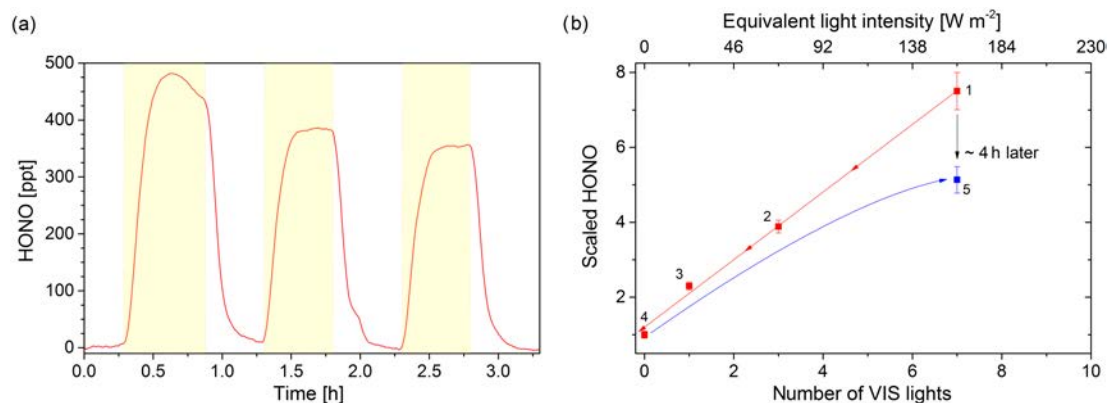 (a)
500
400
300
200
100
0
HONO [ppt]
0.0 0.5 1.0 1.5 2.0 2.5 3.0
Time [h]
(b)
Equivalent light intensity [W m-2]
0 46 92 138 184 230
8
6
4
2
Scaled HONO
1
~ 4 h later
5
2
3
4
0 2 4 6 8 10
Number of VIS lights